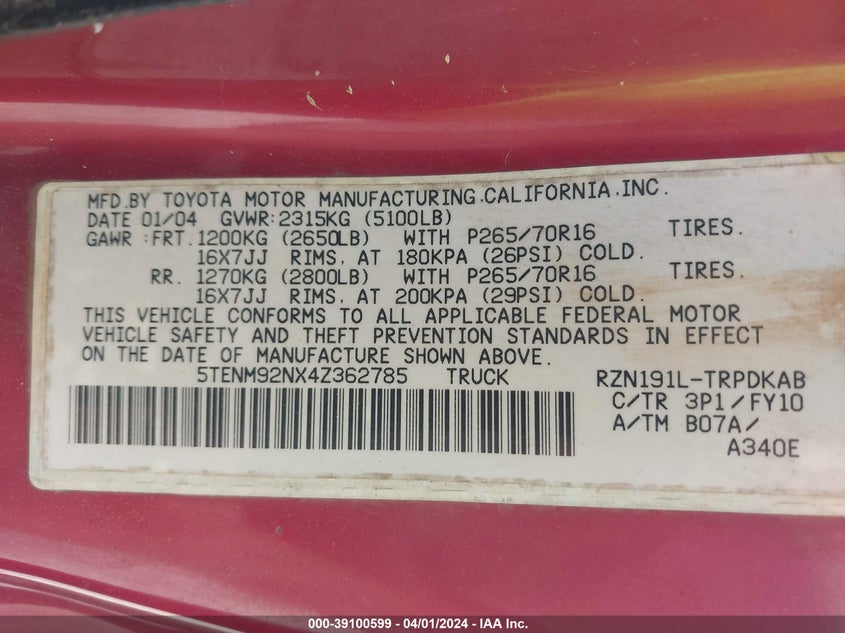 MFD.BY TOYOTA MOTOR MANUFACTURING.CALIFORNIA.INC.
DATE 01/04 GVWR:2315KG (5100LB)
GAWR:FRT.1200KG (2650LB) WITH P265/70R16 TIRES.
16X7JJ RIMS, AT 180KPA (26PSI) COLD.
RR. 1270KG (2800LB) WITH P265/70R16 TIRES.
16X7JJ RIMS, AT 200KPA (29PSI) COLD.
THIS VEHICLE CONFORMS TO ALL APPLICABLE FEDERAL MOTOR
VEHICLE SAFETY AND THEFT PREVENTION STANDARDS IN EFFECT
ON THE DATE OF MANUFACTURE SHOWN ABOVE.
5TENM92NX4Z362785 TRUCK RZN191L-TRPDKAB
C/TR 3P1/FY10
A/TM B07A/
A340E
000-39100599 - 04/01/2024 - IAA Inc.